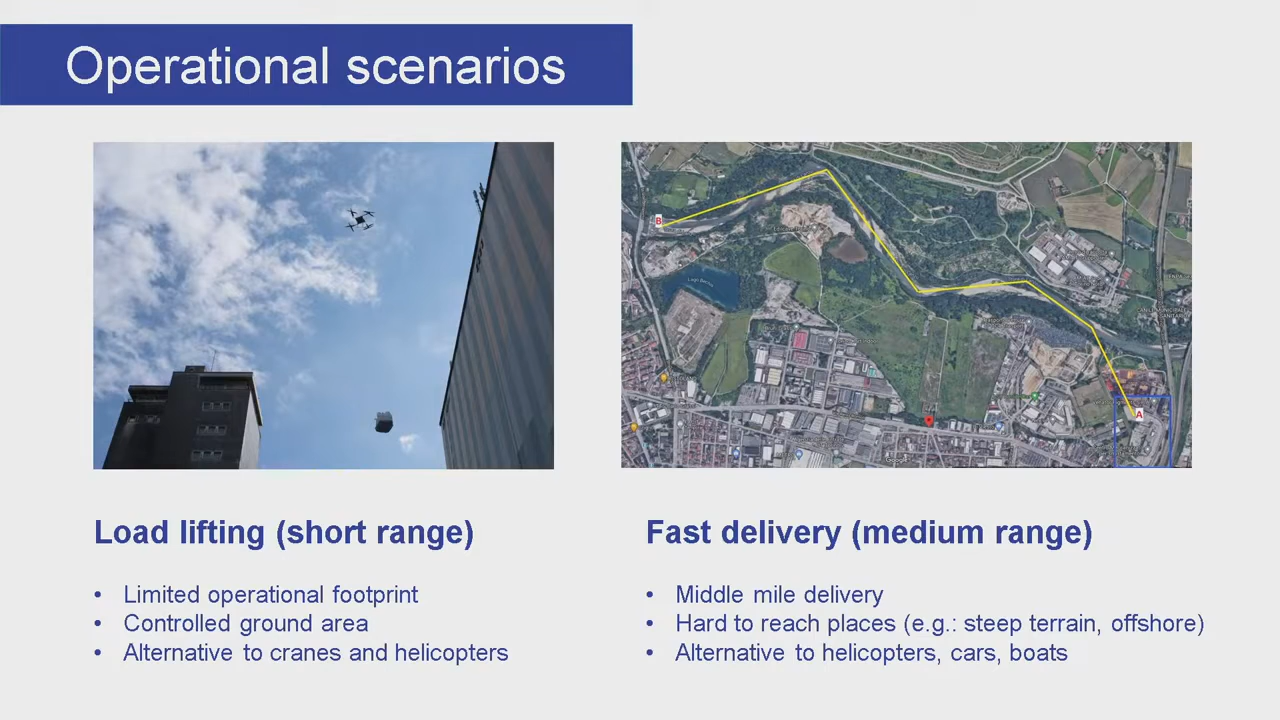 Operational scenarios
B
A
Google
Load lifting (short range)
• Limited operational footprint
• Controlled ground area
• Alternative to cranes and helicopters
Fast delivery (medium range)
• Middle mile delivery
• Hard to reach places (e.g.: steep terrain, offshore)
• Alternative to helicopters, cars, boats